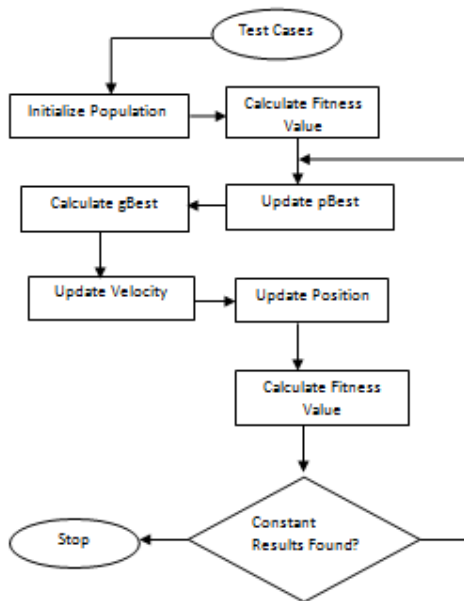 Test Cases
Initialize Population
Calculate Fitness
Value
Calculate gBest
Update pBest
Update Velocity
Update Position
Calculate Fitness
Value
Constant
Results Found?
Stop